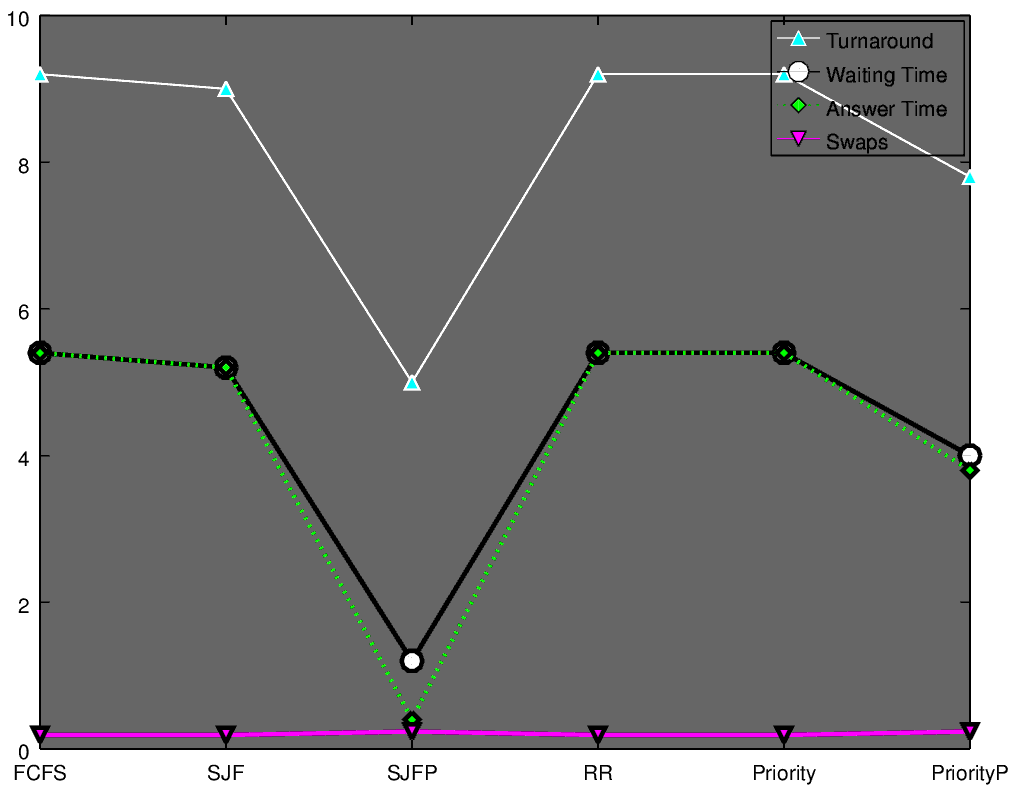 10
8
6
4
2
0
Turnaround
Waiting Time
Answer Time
Swaps
FCFS SJF SJFP RR Priority PriorityP